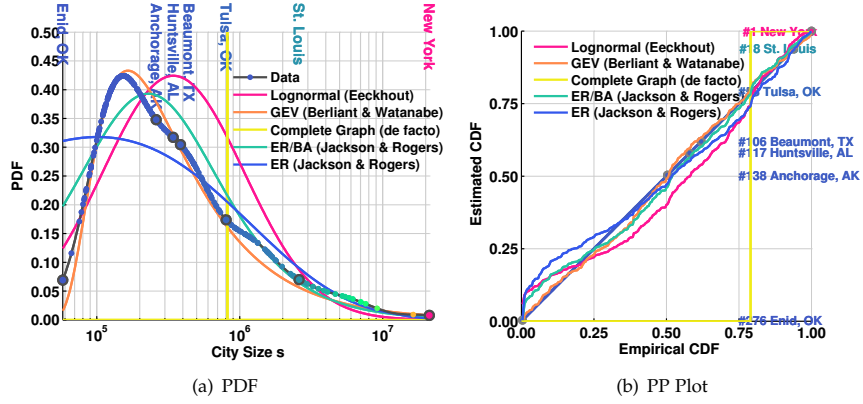 Enid, OK
Anchorage, AK
Huntsville, AL
Beaumont, TX
Tulsa, OK
St. Louis
New York
0.50
0.45
0.40
0.35
0.30
0.25
0.20
0.15
0.10
0.05
0.00
PDF
Data
Lognormal (Eeckhout)
GEV (Berliant & Watanabe)
Complete Graph (de facto)
ER/BA (Jackson & Rogers)
ER (Jackson & Rogers)
10^5
10^6
10^7
City Size s
(a) PDF
1.00
0.75
0.50
0.25
0.00
Estimated CDF
Lognormal (Eeckhout)
GEV (Berliant & Watanabe)
Complete Graph (de facto)
ER/BA (Jackson & Rogers)
ER (Jackson & Rogers)
#1 New York
#18 St. Louis
Tulsa, OK
#106 Beaumont, TX
#117 Huntsville, AL
#138 Anchorage, AK
#276 Enid, OK
0.00
0.25
0.50
0.75
1.00
Empirical CDF
(b) PP Plot